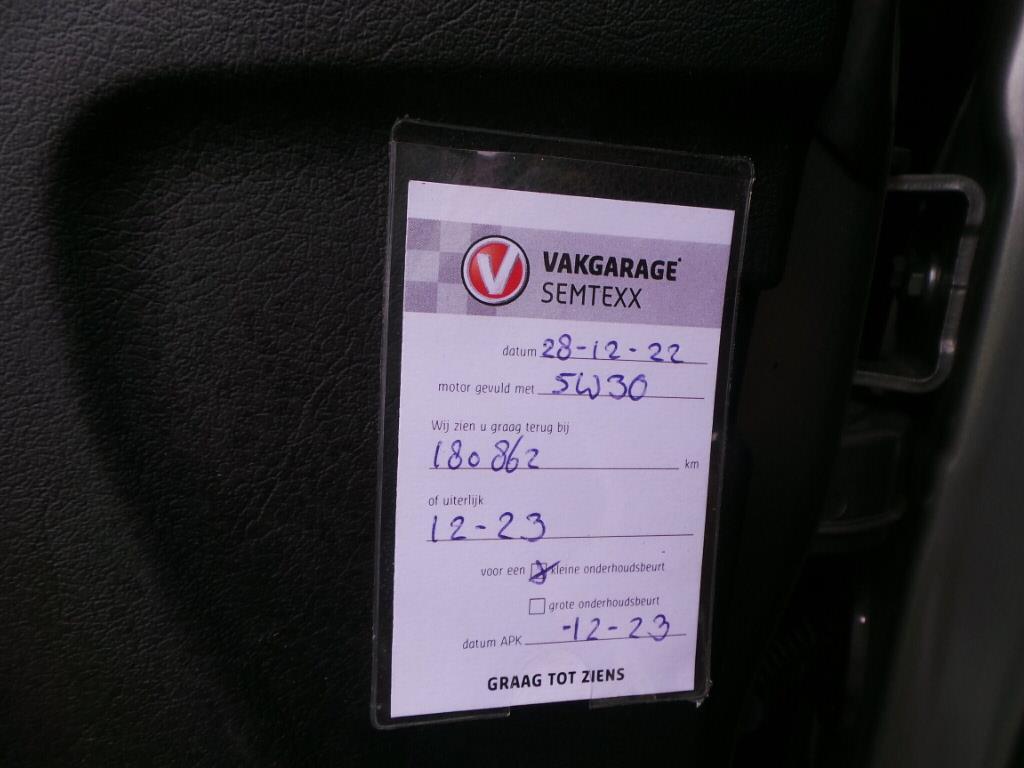 V
VAKGARAGE
SEMTEXX
datum 28-12-22
motor gevuld met 5W30
Wij zien u graag terug bij
180862 km
of uiterlijk
12-23
voor een kleine onderhoudsbeurt
grote onderhoudsbeurt
datum APK -12-23
GRAAG TOT ZIENS